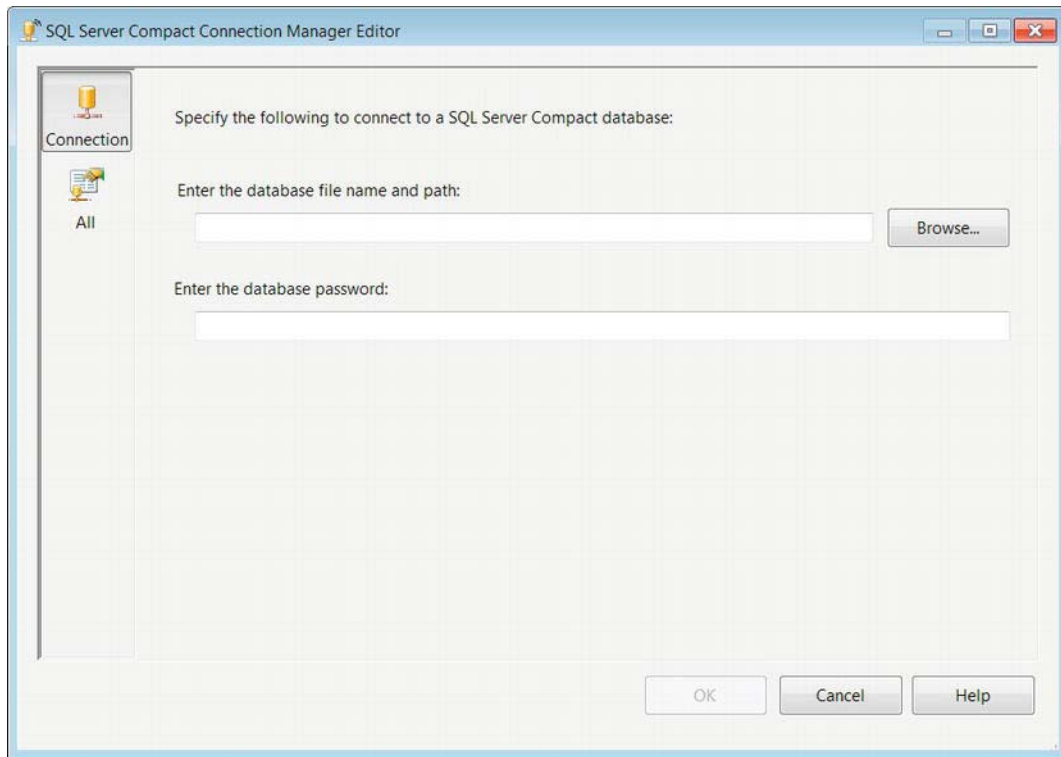 SQL Server Compact Connection Manager Editor
Connection
All
Specify the following to connect to a SQL Server Compact database:
Enter the database file name and path:
Browse...
Enter the database password:
OK
Cancel
Help